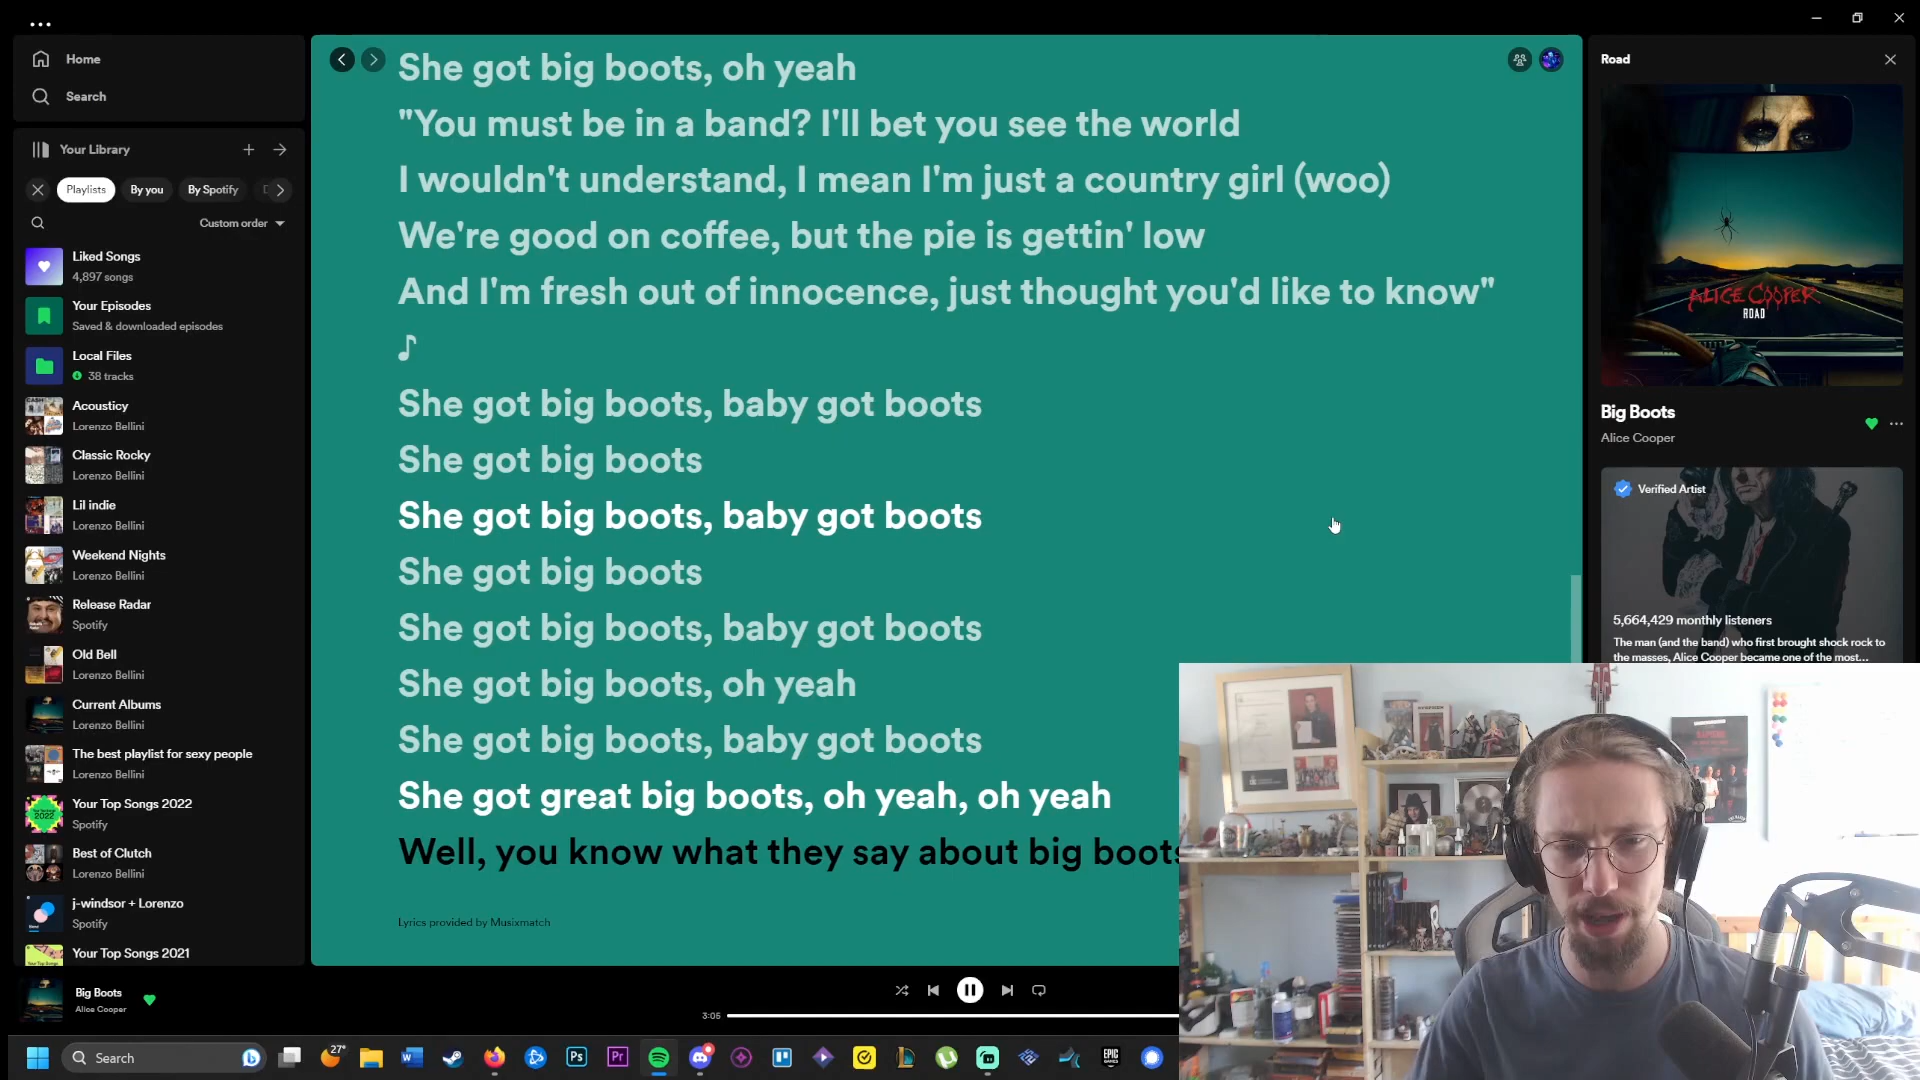 Home
Search
Your Library
Playlists
By you
By Spotify
Custom order
Liked Songs
4,897 songs
Your Episodes
Saved & downloaded episodes
Local Files
38 tracks
Acousticy
Lorenzo Bellini
Classic Rocky
Lorenzo Bellini
Lil indie
Lorenzo Bellini
Weekend Nights
Lorenzo Bellini
Release Radar
Spotify
Old Bell
Lorenzo Bellini
Current Albums
Lorenzo Bellini
The best playlist for sexy people
Lorenzo Bellini
Your Top Songs 2022
Spotify
Best of Clutch
Lorenzo Bellini
j-windsor + Lorenzo
Spotify
Your Top Songs 2021
She got big boots, oh yeah
"You must be in a band? I'll bet you see the world
I wouldn't understand, I mean I'm just a country girl (woo)
We're good on coffee, but the pie is gettin' low
And I'm fresh out of innocence, just thought you'd like to know"
♪
She got big boots, baby got boots
She got big boots
She got big boots, baby got boots
She got big boots
She got big boots, baby got boots
She got big boots, oh yeah
She got big boots, baby got boots
She got great big boots, oh yeah, oh yeah
Well, you know what they say about big boots
Lyrics provided by Musixmatch
Road
ALICE COOPER
ROAD
Big Boots
Alice Cooper
Verified Artist
5,664,429 monthly listeners
The man (and the band) who first brought shock rock to
the masses, Alice Cooper became one of the most...
Big Boots
Alice Cooper
3:05
Search
27°
Ps
Pr
EPIC